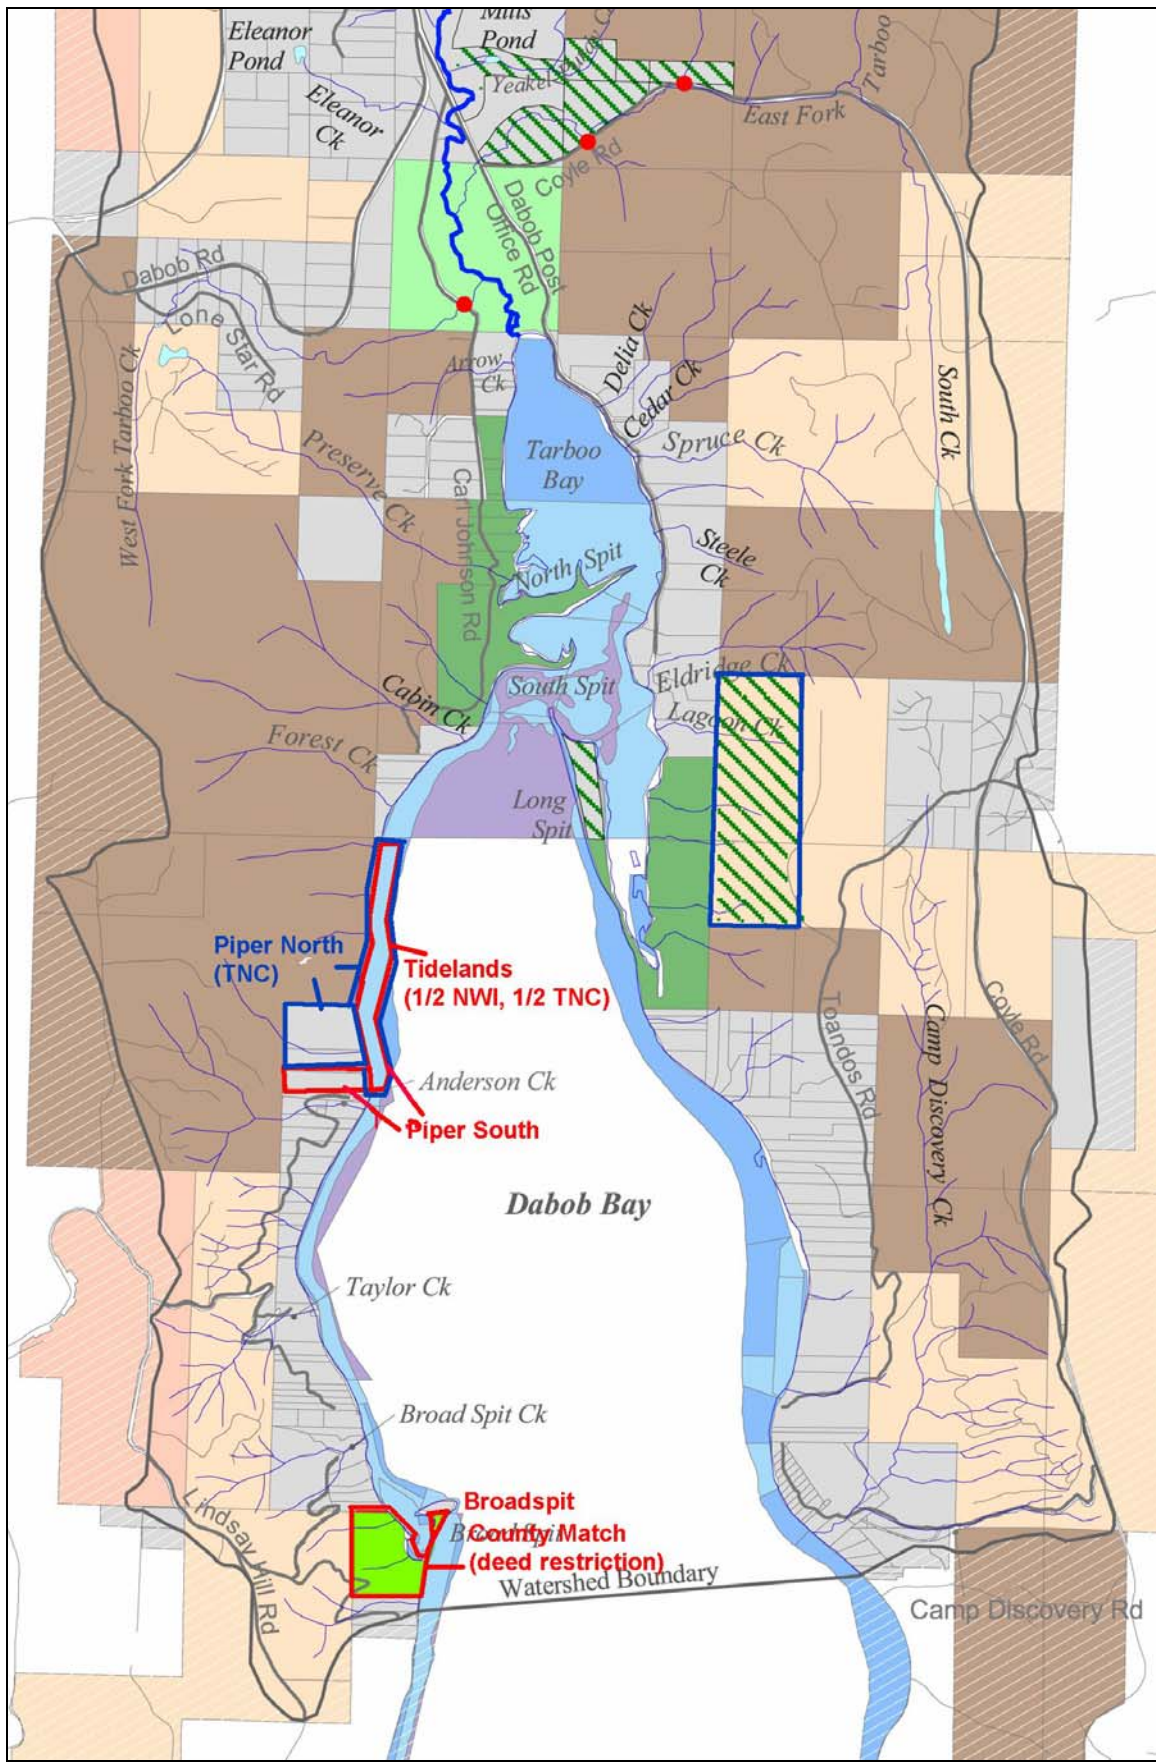 Eleanor
Pond
Mills
Pond
Yeakel
Tarboo
Eleanor
Ck
East Fork
Coyle Rd
Dabob Post
Office Rd
Dabob Rd
Lone Star Rd
Arrow
Ck
Delia Ck
Cedar Ck
Spruce Ck
South Ck
West Fork Tarboo Ck
Preserve Ck
Carl Johnson Rd
Tarboo
Bay
North Spit
Steele
Ck
South Spit
Eldridge Ck
Lagoon Ck
Cabin Ck
Forest Ck
Long
Spit
Piper North
(TNC)
Tidelands
(1/2 NWI, 1/2 TNC)
Toandos Rd
Coyle Rd
Camp Discovery Ck
Anderson Ck
Piper South
Dabob Bay
Taylor Ck
Broad Spit Ck
Lindsay Hill Rd
Broadspit
County Match
(deed restriction)
Broad Spit
Watershed Boundary
Camp Discovery Rd